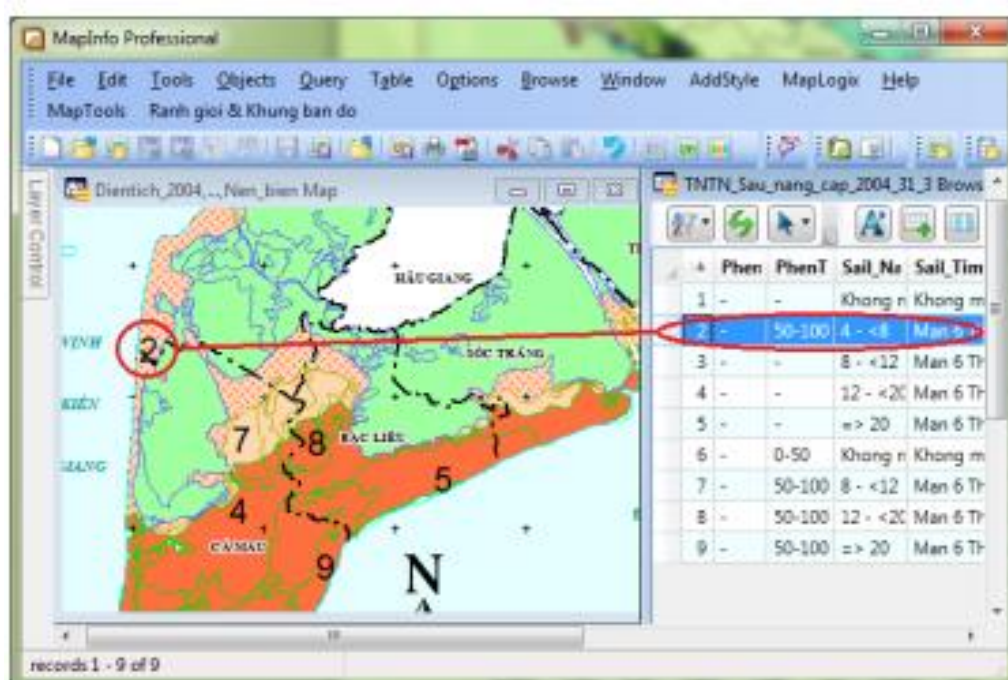 MapInfo Professional
File Edit Tools Objects Query Table Options Browse Window AddStyle MapLogix Help
MapTools Ranh gioi & Khung ban do
Layer Control
Dientich_2004,...,Nen_bien Map
HẬU GIANG
VINH
2
SÓC TRĂNG
KIÊN
7
8
BẠC LIÊU
GIANG
5
4
CÀ MAU
9
N
TNTN_Sau_nang_cap_2004_31_3 Brows
Phen PhenT Sail_Na Sail_Tim
1 - - Khong n Khong m
2 - 50-100 4 - <8 Man 6
3 - - 8 - <12 Man 6 Th
4 - - 12 - <20 Man 6 Th
5 - - => 20 Man 6 Th
6 - 0-50 Khong n Khong m
7 - 50-100 8 - <12 Man 6 Th
8 - 50-100 12 - <20 Man 6 Th
9 - 50-100 => 20 Man 6 Th
records 1 - 9 of 9